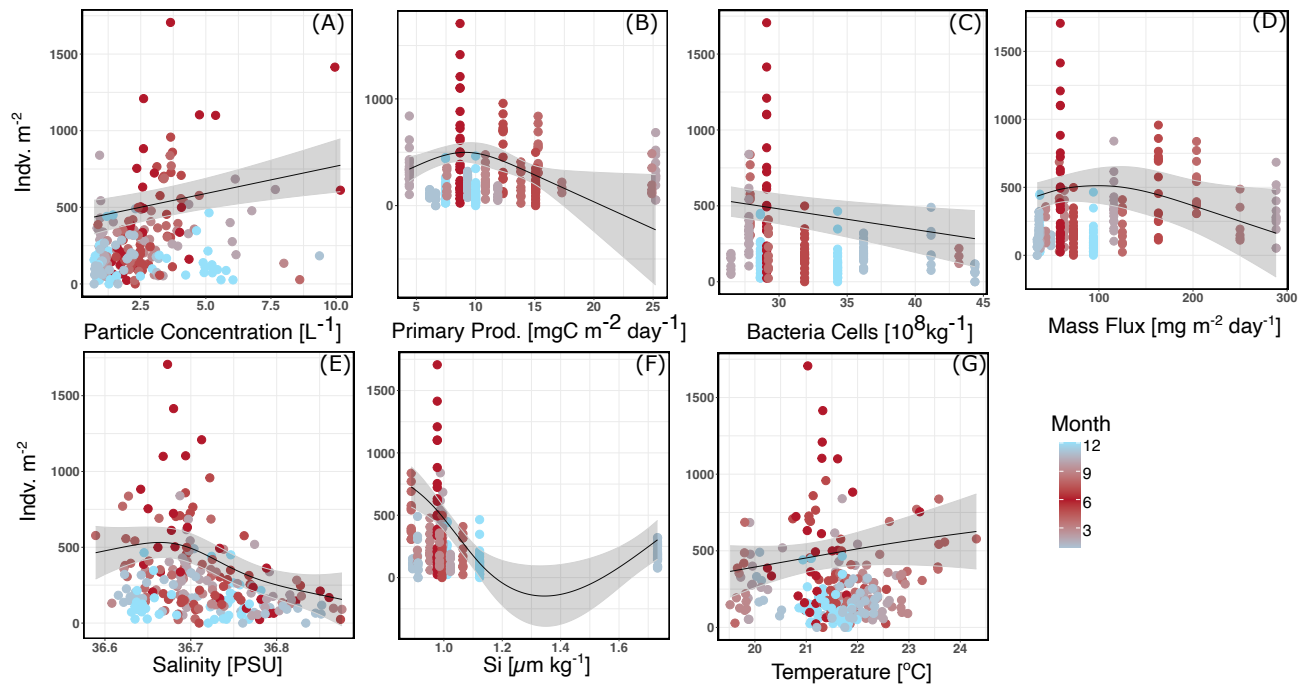 (A) (B) (C) (D)
1500 1000 500 0
Indv. m-2
2.5 5.0 7.5 10.0
Particle Concentration [L-1]
1000 0
5 10 15 20 25
Primary Prod. [mgC m-2 day-1]
1500 1000 500 0
30 35 40 45
Bacteria Cells [10^8kg-1]
1500 1000 500 0
100 200 300
Mass Flux [mg m-2 day-1]
(E) (F) (G)
1500 1000 500 0
Indv. m-2
36.6 36.7 36.8
Salinity [PSU]
1500 1000 500 0
1.0 1.2 1.4 1.6
Si [µm kg-1]
1500 1000 500 0
20 21 22 23 24
Temperature [oC]
Month
12
9
6
3